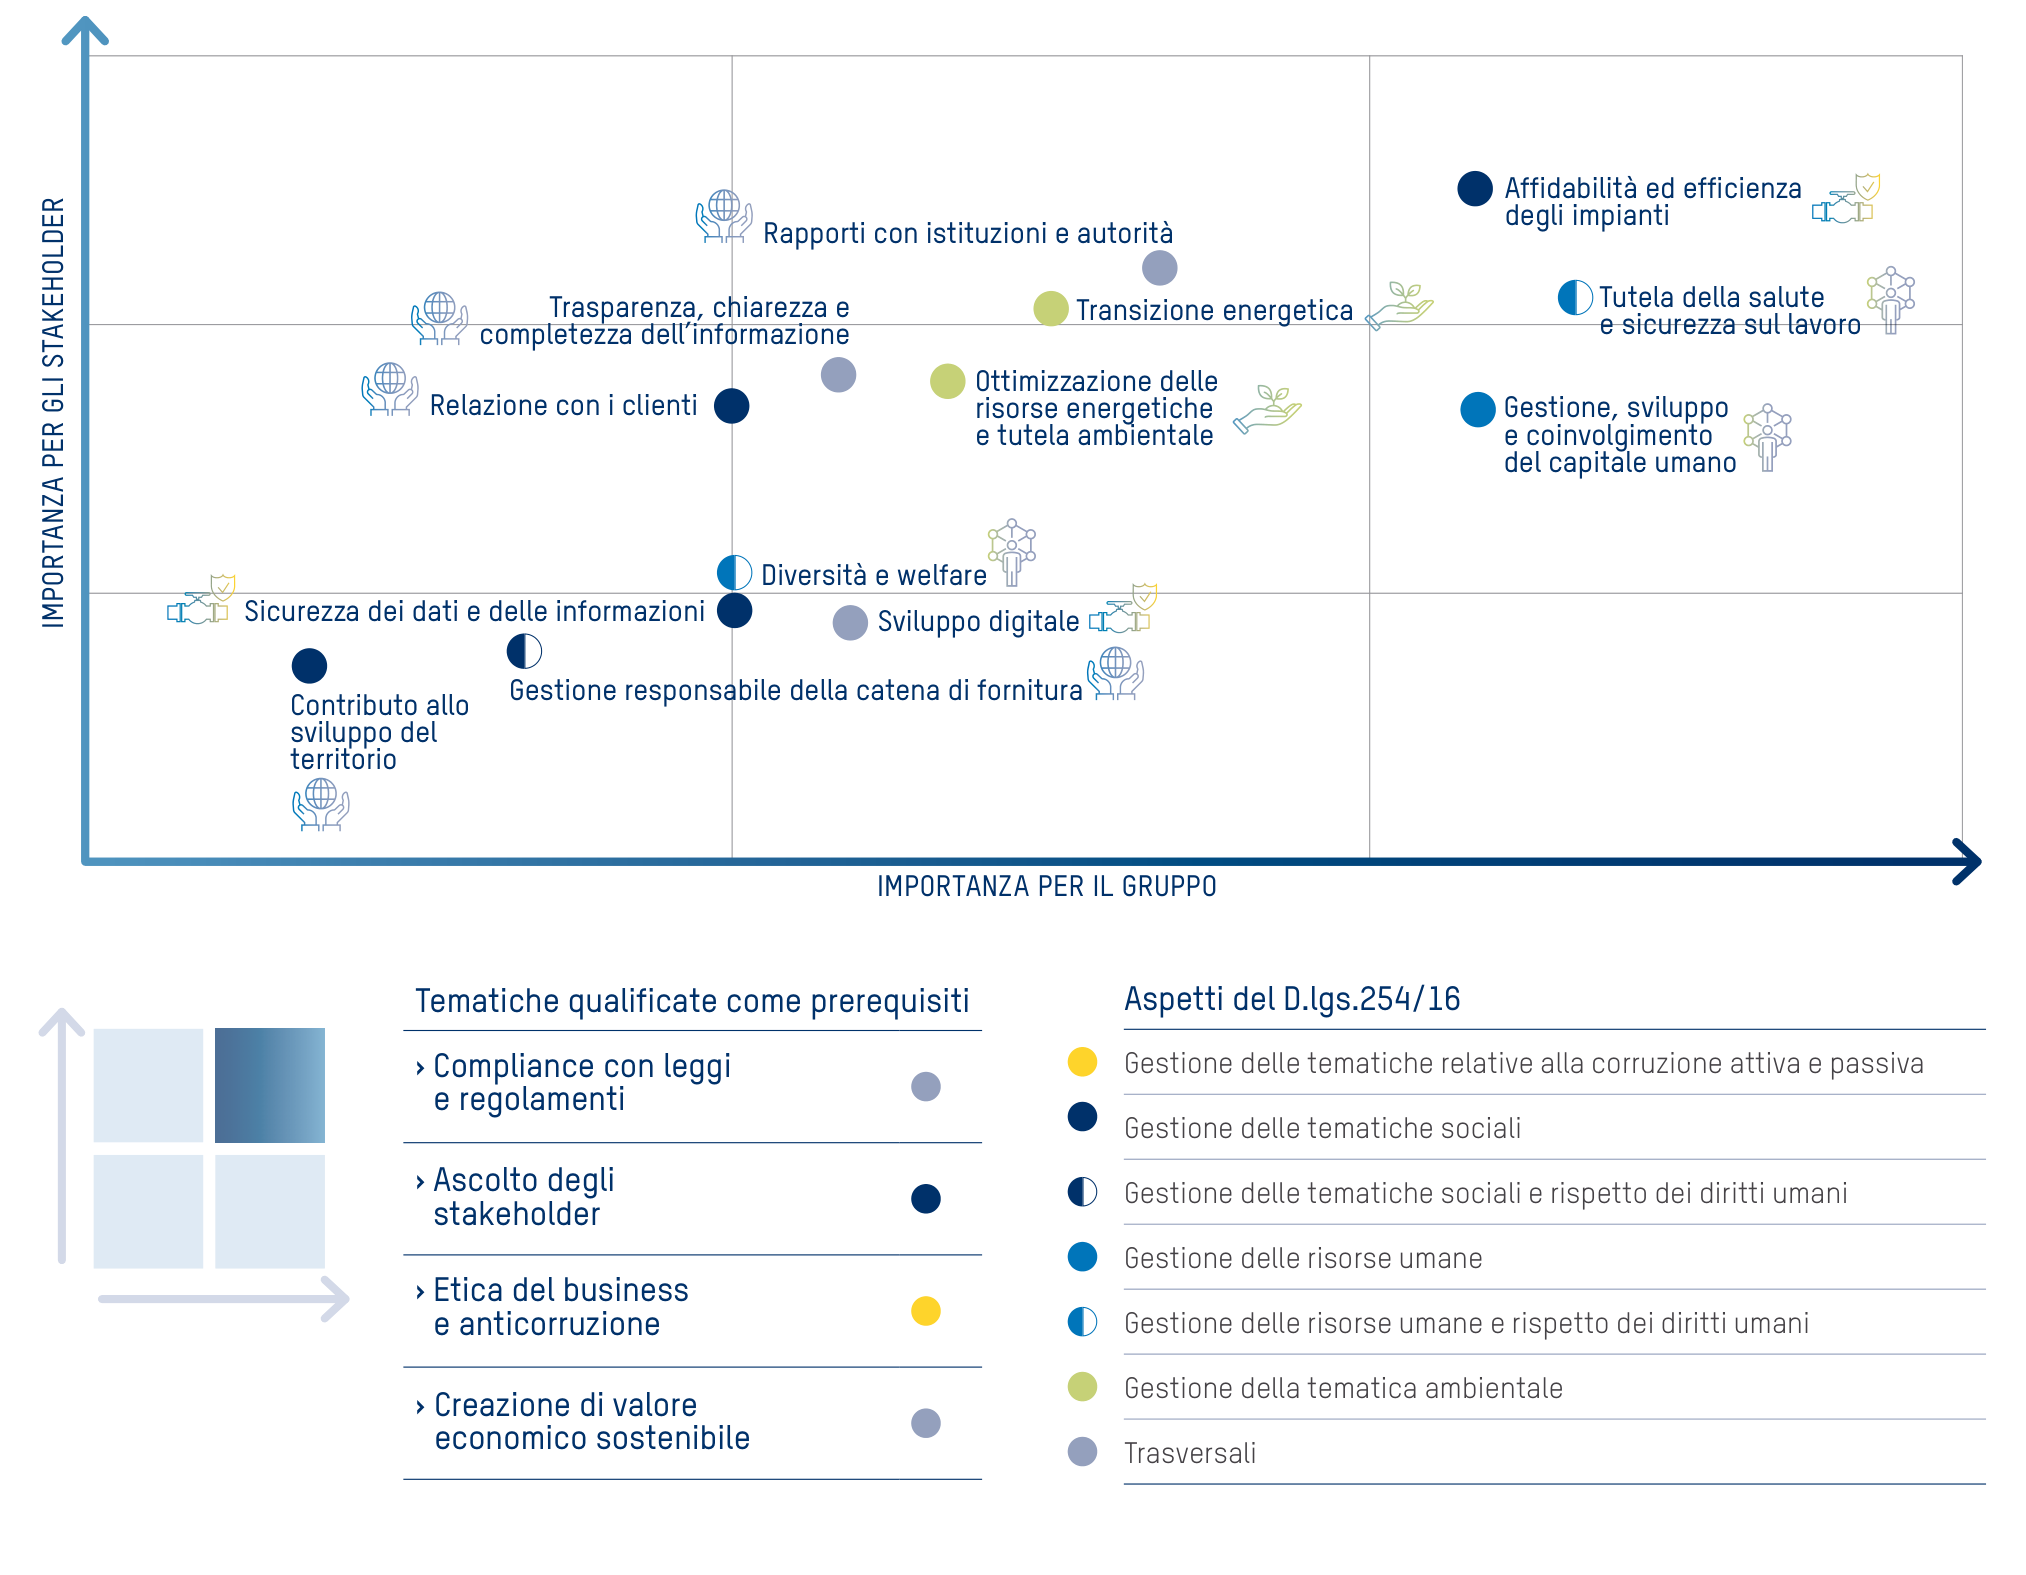 IMPORTANZA PER GLI STAKEHOLDER
Affidabilità ed efficienza
degli impianti
Rapporti con istituzioni e autorità
Tutela della salute
e sicurezza sul lavoro
Trasparenza, chiarezza e
completezza dell'informazione
Transizione energetica
Relazione con i clienti
Ottimizzazione delle
risorse energetiche
e tutela ambientale
Gestione, sviluppo
e coinvolgimento
del capitale umano
Diversità e welfare
Sicurezza dei dati e delle informazioni
Sviluppo digitale
Gestione responsabile della catena di fornitura
Contributo allo
sviluppo del
territorio
IMPORTANZA PER IL GRUPPO
Tematiche qualificate come prerequisiti
› Compliance con leggi
e regolamenti
› Ascolto degli
stakeholder
› Etica del business
e anticorruzione
› Creazione di valore
economico sostenibile
Aspetti del D.lgs.254/16
Gestione delle tematiche relative alla corruzione attiva e passiva
Gestione delle tematiche sociali
Gestione delle tematiche sociali e rispetto dei diritti umani
Gestione delle risorse umane
Gestione delle risorse umane e rispetto dei diritti umani
Gestione della tematica ambientale
Trasversali